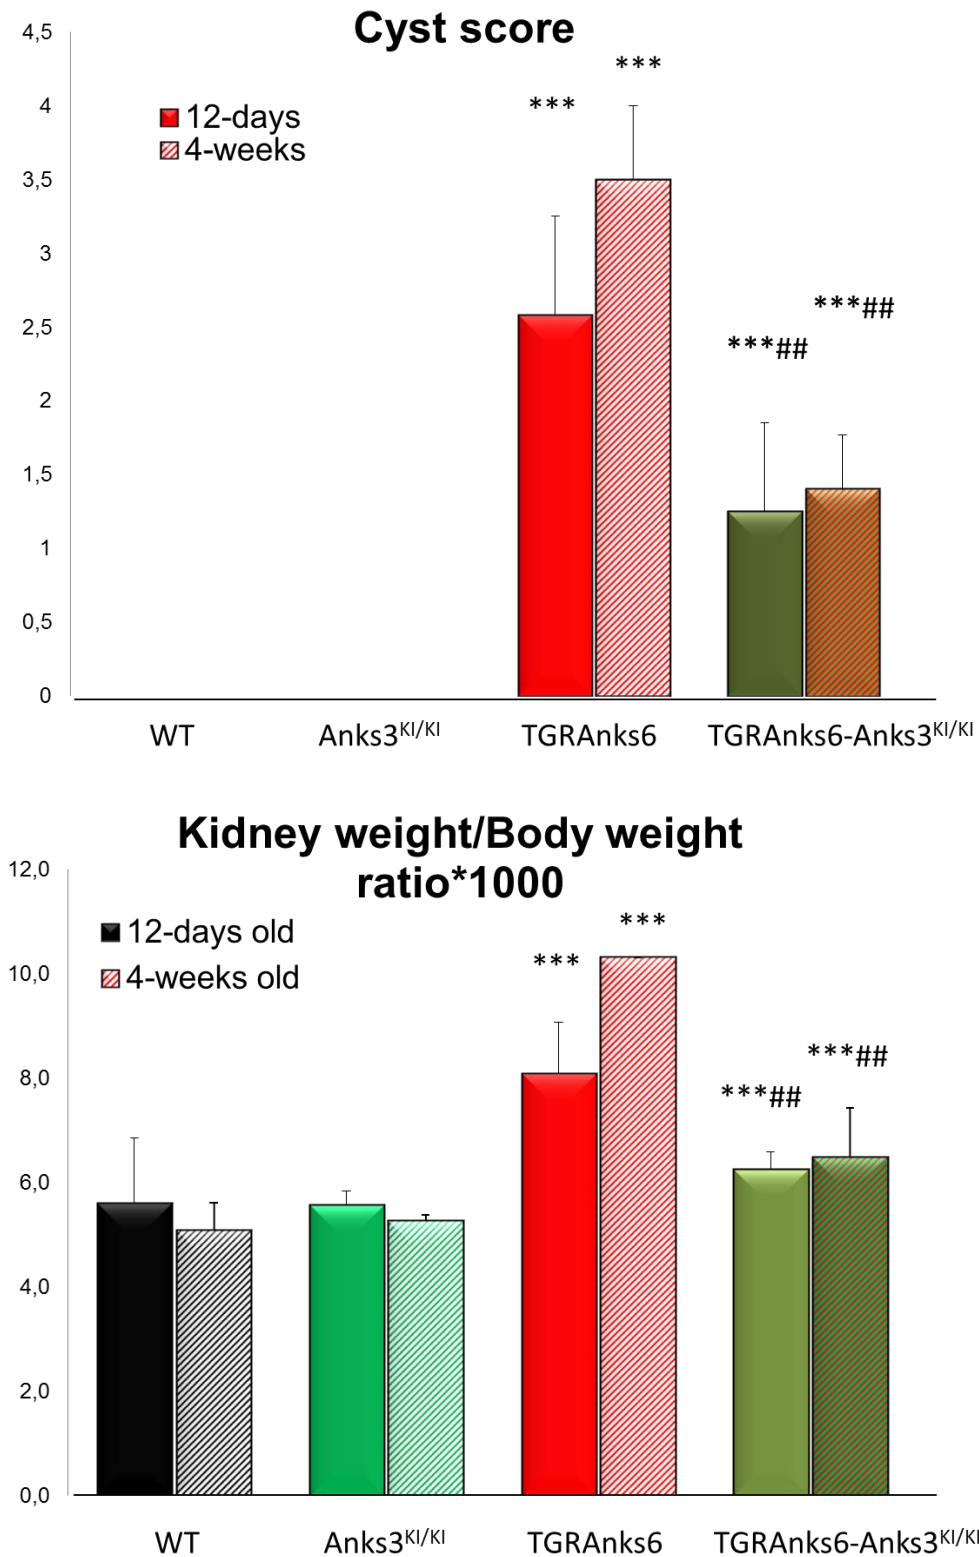 Cyst score
4,5
4
3,5
3
2,5
2
1,5
1
0,5
0
12-days
4-weeks
***
***
***##
***##
WT
Anks3KI/KI
TGRAnks6
TGRAnks6-Anks3KI/KI
Kidney weight/Body weight
ratio*1000
12,0
10,0
8,0
6,0
4,0
2,0
0,0
12-days old
4-weeks old
***
***
***##
***##
WT
Anks3KI/KI
TGRAnks6
TGRAnks6-Anks3KI/KI